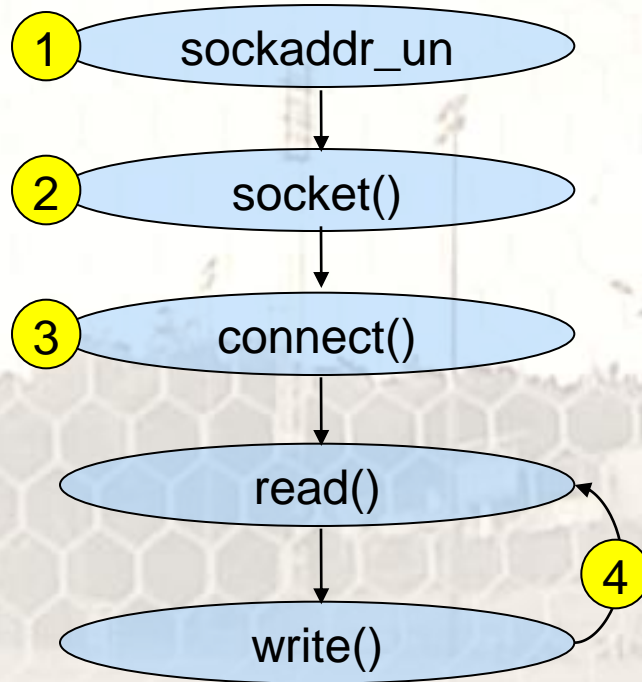 1
sockaddr_un
2
socket()
3
connect()
read()
4
write()